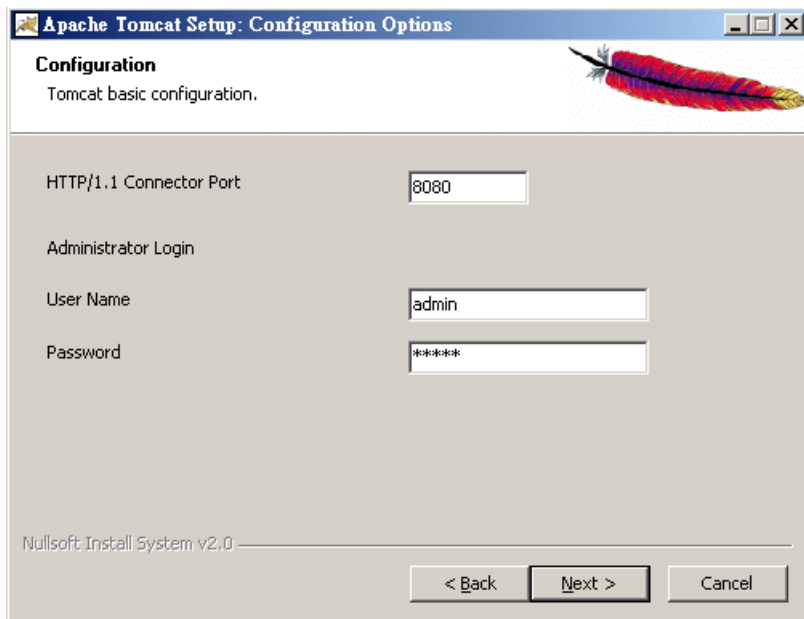 Apache Tomcat Setup: Configuration Options
Configuration
Tomcat basic configuration.
HTTP/1.1 Connector Port
8080
Administrator Login
User Name
admin
Password
*****
Nullsoft Install System v2.0
< Back
Next >
Cancel